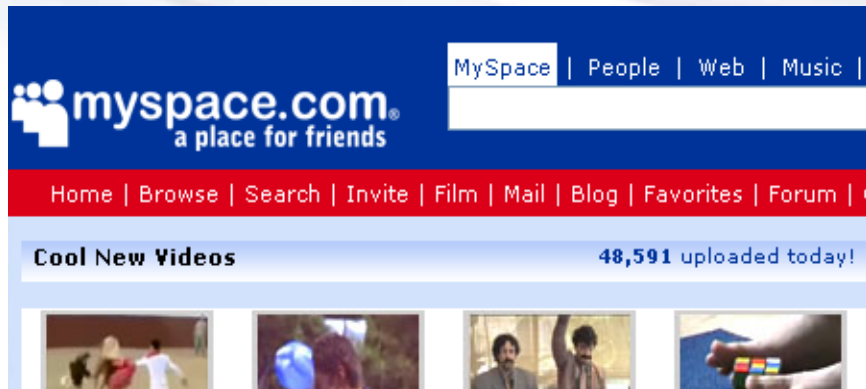 MySpace | People | Web | Music |
myspace.com®
a place for friends
Home | Browse | Search | Invite | Film | Mail | Blog | Favorites | Forum |
Cool New Videos
48,591 uploaded today!